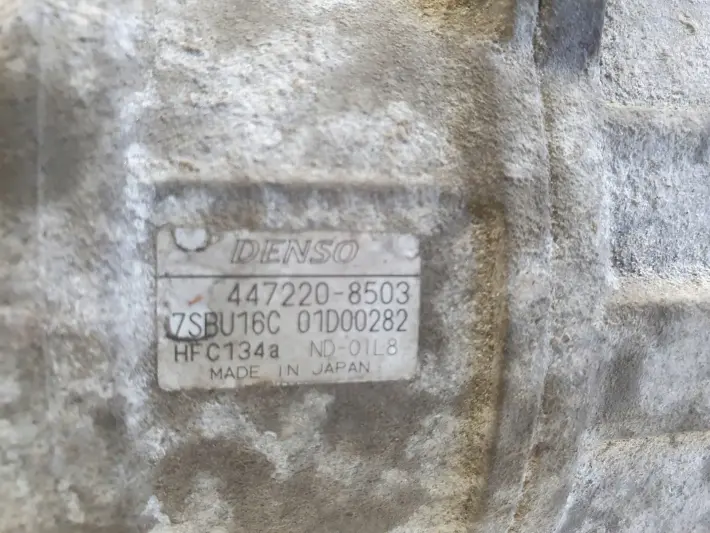 DENSO
447220-8503
7SBU16C 01D00282
HFC134a ND-OIL8
MADE IN JAPAN